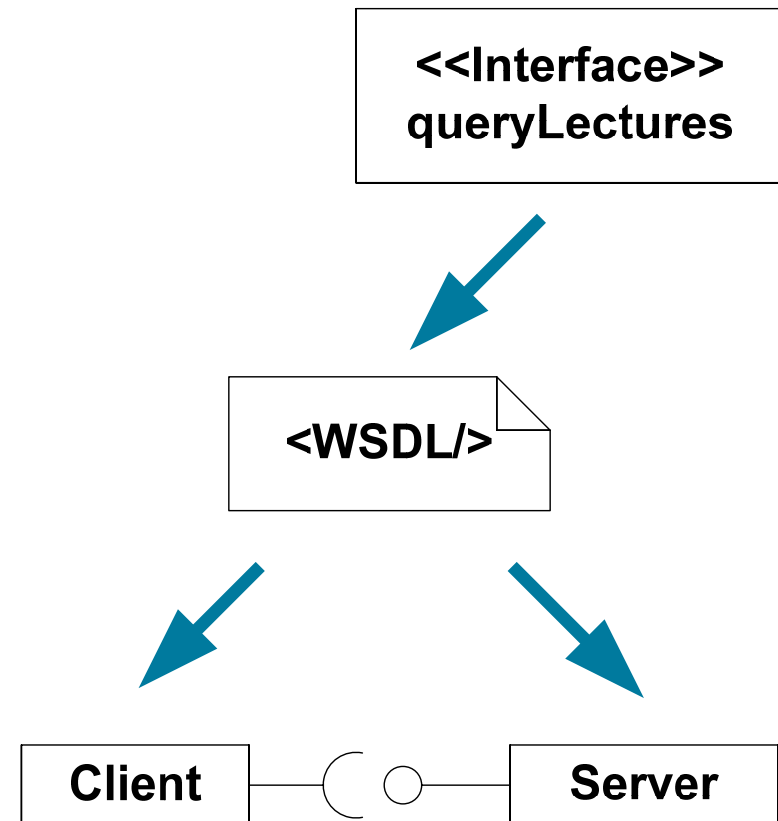 <<Interface>>
queryLectures
<WSDL/>
Client
Server